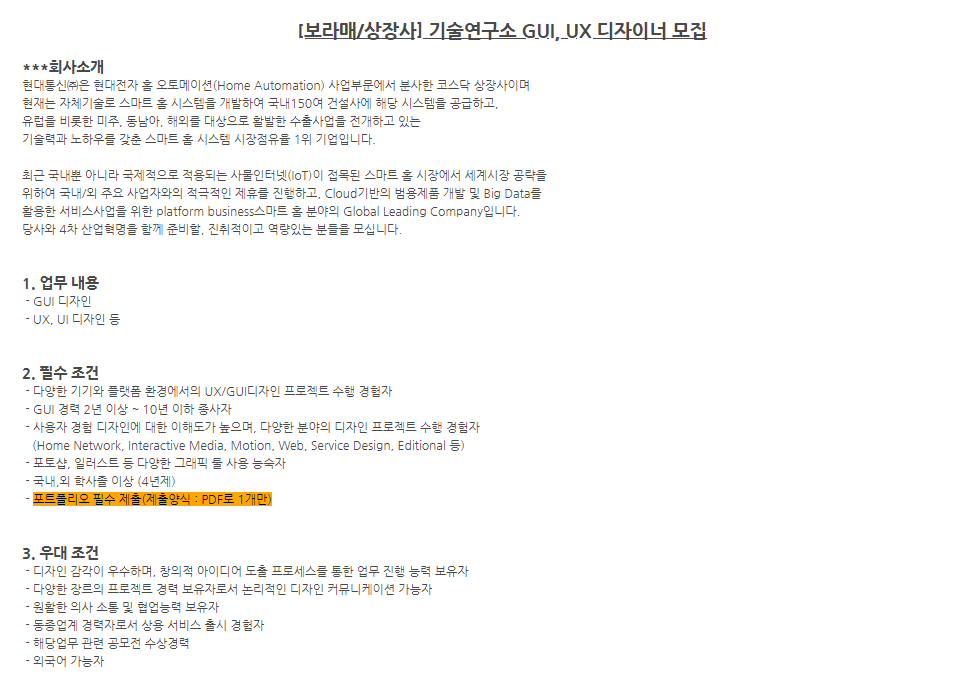 [보라매/상장사] 기술연구소 GUI, UX 디자이너 모집
***회사소개
현대통신㈜은 현대전자 홈 오토메이션(Home Automation) 사업부문에서 분사한 코스닥 상장사이며
현재는 자체기술로 스마트 홈 시스템을 개발하여 국내150여 건설사에 해당 시스템을 공급하고,
유럽을 비롯한 미주, 동남아, 해외를 대상으로 활발한 수출사업을 전개하고 있는
기술력과 노하우를 갖춘 스마트 홈 시스템 시장점유율 1위 기업입니다.
최근 국내뿐 아니라 국제적으로 적용되는 사물인터넷(IoT)이 접목된 스마트 홈 시장에서 세계시장 공략을
위하여 국내/외 주요 사업자와의 적극적인 제휴를 진행하고, Cloud기반의 범용제품 개발 및 Big Data를
활용한 서비스사업을 위한 platform business스마트 홈 분야의 Global Leading Company입니다.
당사와 4차 산업혁명을 함께 준비할, 진취적이고 역량있는 분들을 모십니다.
1. 업무 내용
- GUI 디자인
- UX, UI 디자인 등
2. 필수 조건
- 다양한 기기와 플랫폼 환경에서의 UX/GUI디자인 프로젝트 수행 경험자
- GUI 경력 2년 이상 ~ 10년 이하 종사자
- 사용자 경험 디자인에 대한 이해도가 높으며, 다양한 분야의 디자인 프로젝트 수행 경험자
(Home Network, Interactive Media, Motion, Web, Service Design, Editional 등)
- 포토샵, 일러스트 등 다양한 그래픽 툴 사용 능숙자
- 국내,외 학사졸 이상 (4년제)
- 포트폴리오 필수 제출(제출양식 : PDF로 1개만)
3. 우대 조건
- 디자인 감각이 우수하며, 창의적 아이디어 도출 프로세스를 통한 업무 진행 능력 보유자
- 다양한 장르의 프로젝트 경력 보유자로서 논리적인 디자인 커뮤니케이션 가능자
- 원활한 의사 소통 및 협업능력 보유자
- 동종업계 경력자로서 상용 서비스 출시 경험자
- 해당업무 관련 공모전 수상경력
- 외국어 가능자